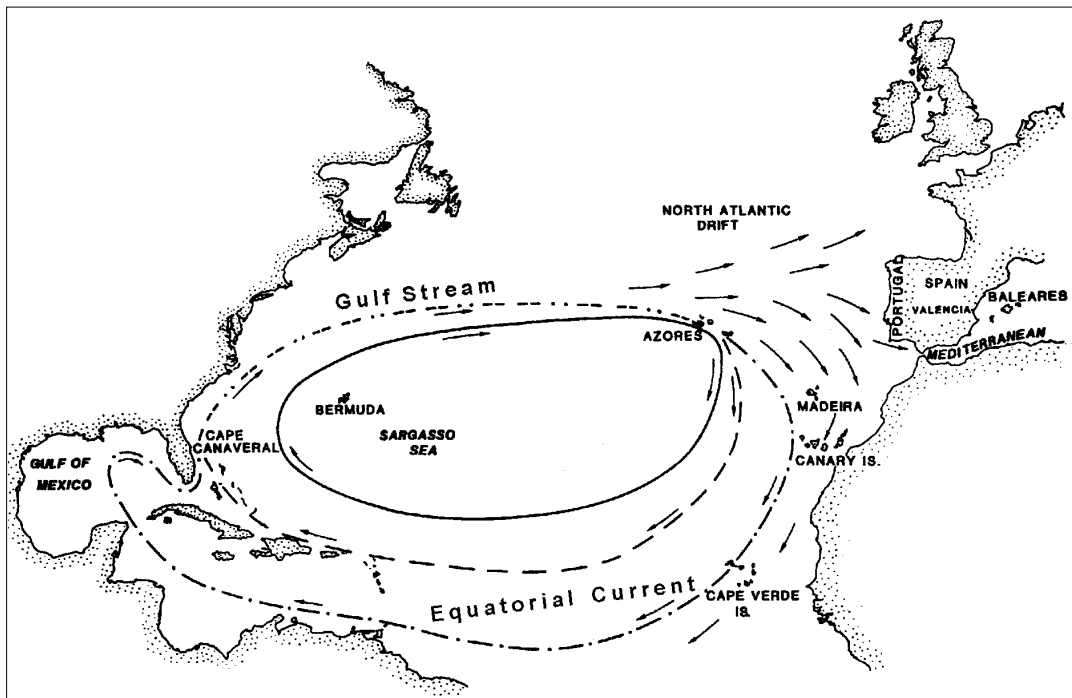 NORTH ATLANTIC
DRIFT
Gulf Stream
PORTUGAL
SPAIN
VALENCIA
BALEARES
MEDITERRANEAN
AZORES
BERMUDA
MADEIRA
CAPE
CANAVERAL
SARGASSO
SEA
CANARY IS.
GULF OF
MEXICO
Equatorial Current
CAPE VERDE
IS.